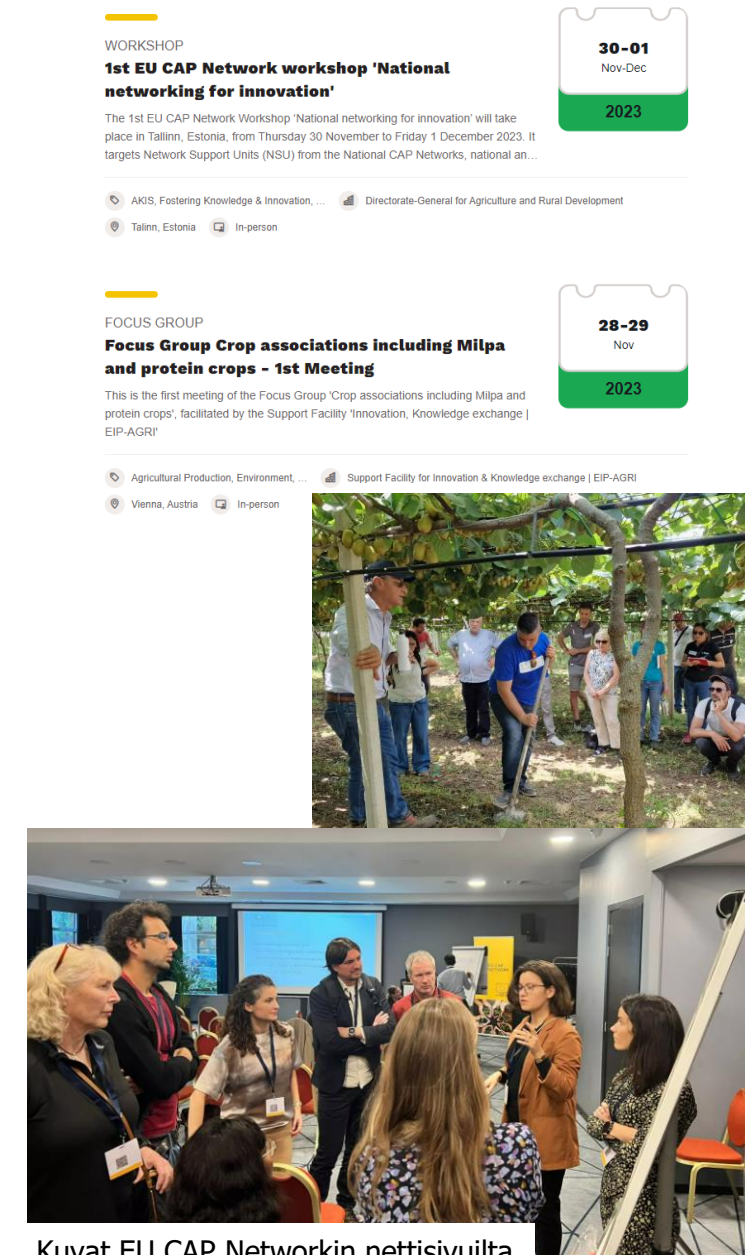 WORKSHOP
1st EU CAP Network workshop 'National
networking for innovation'
The 1st EU CAP Network Workshop ‘National networking for innovation’ will take
place in Tallinn, Estonia, from Thursday 30 November to Friday 1 December 2023. It
targets Network Support Units (NSU) from the National CAP Networks, national an...
30-01
Nov-Dec
2023
AKIS, Fostering Knowledge & Innovation, ...
Directorate-General for Agriculture and Rural Development
Talinn, Estonia
In-person
FOCUS GROUP
Focus Group Crop associations including Milpa
and protein crops - 1st Meeting
This is the first meeting of the Focus Group 'Crop associations including Milpa and
protein crops', facilitated by the Support Facility 'Innovation, Knowledge exchange |
EIP-AGRI'
28-29
Nov
2023
Agricultural Production, Environment, ...
Support Facility for Innovation & Knowledge exchange | EIP-AGRI
Vienna, Austria
In-person
Kuvat EU CAP Networkin nettisivuilta